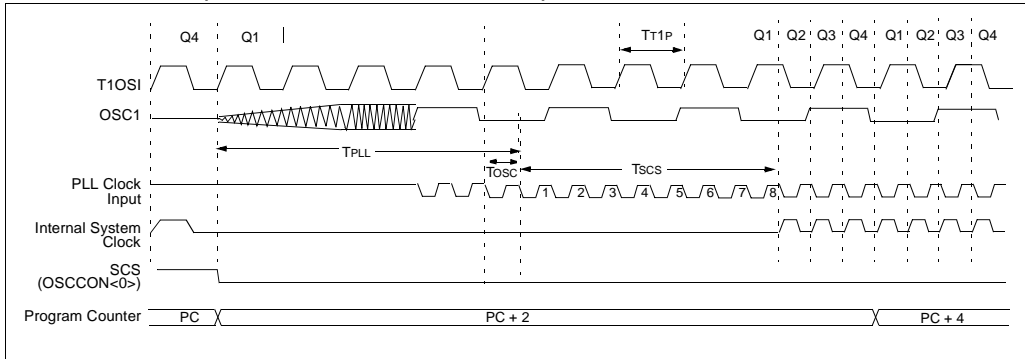 Q4 Q1 TT1P Q1 Q2 Q3 Q4 Q1 Q2 Q3 Q4
T1OSI
OSC1
TPLL
TOSC TSCS
PLL Clock
Input
1 2 3 4 5 6 7 8
Internal System
Clock
SCS
(OSCCON<0>)
Program Counter PC PC + 2 PC + 4